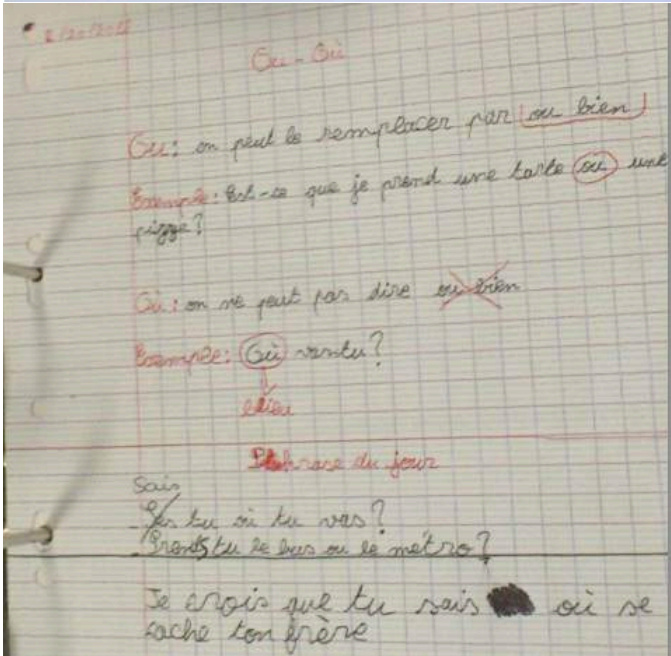 Ou - Où
Ou: on peut le remplacer par ou bien
Exemple: Est-ce que je prend une tarte ou une
pizza?
Où: on ne peut pas dire ou bien
Exemple: Où vas tu?
lieu
Phrase du jour
Sais
tu où tu vas?
Prends tu le bus ou le métro?
Je crois que tu sais où se
cache ton frère